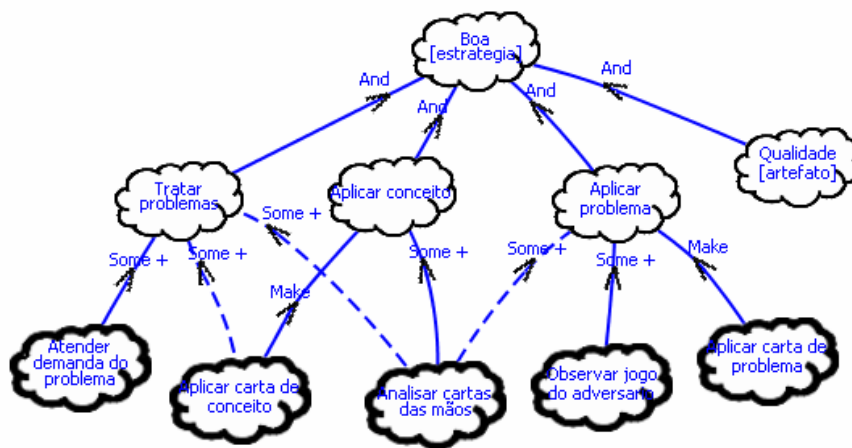 Boa
[estrategia]
And
And
And
And
Qualidade
[artefato]
Tratar
problemas
Aplicar conceito
Aplicar
problema
Some +
Some +
Some +
Some +
Some +
Some +
Make
Make
Atender
demanda do
problema
Aplicar carta de
conceito
Analisar cartas
das mãos
Observar jogo
do adversario
Aplicar carta de
problema